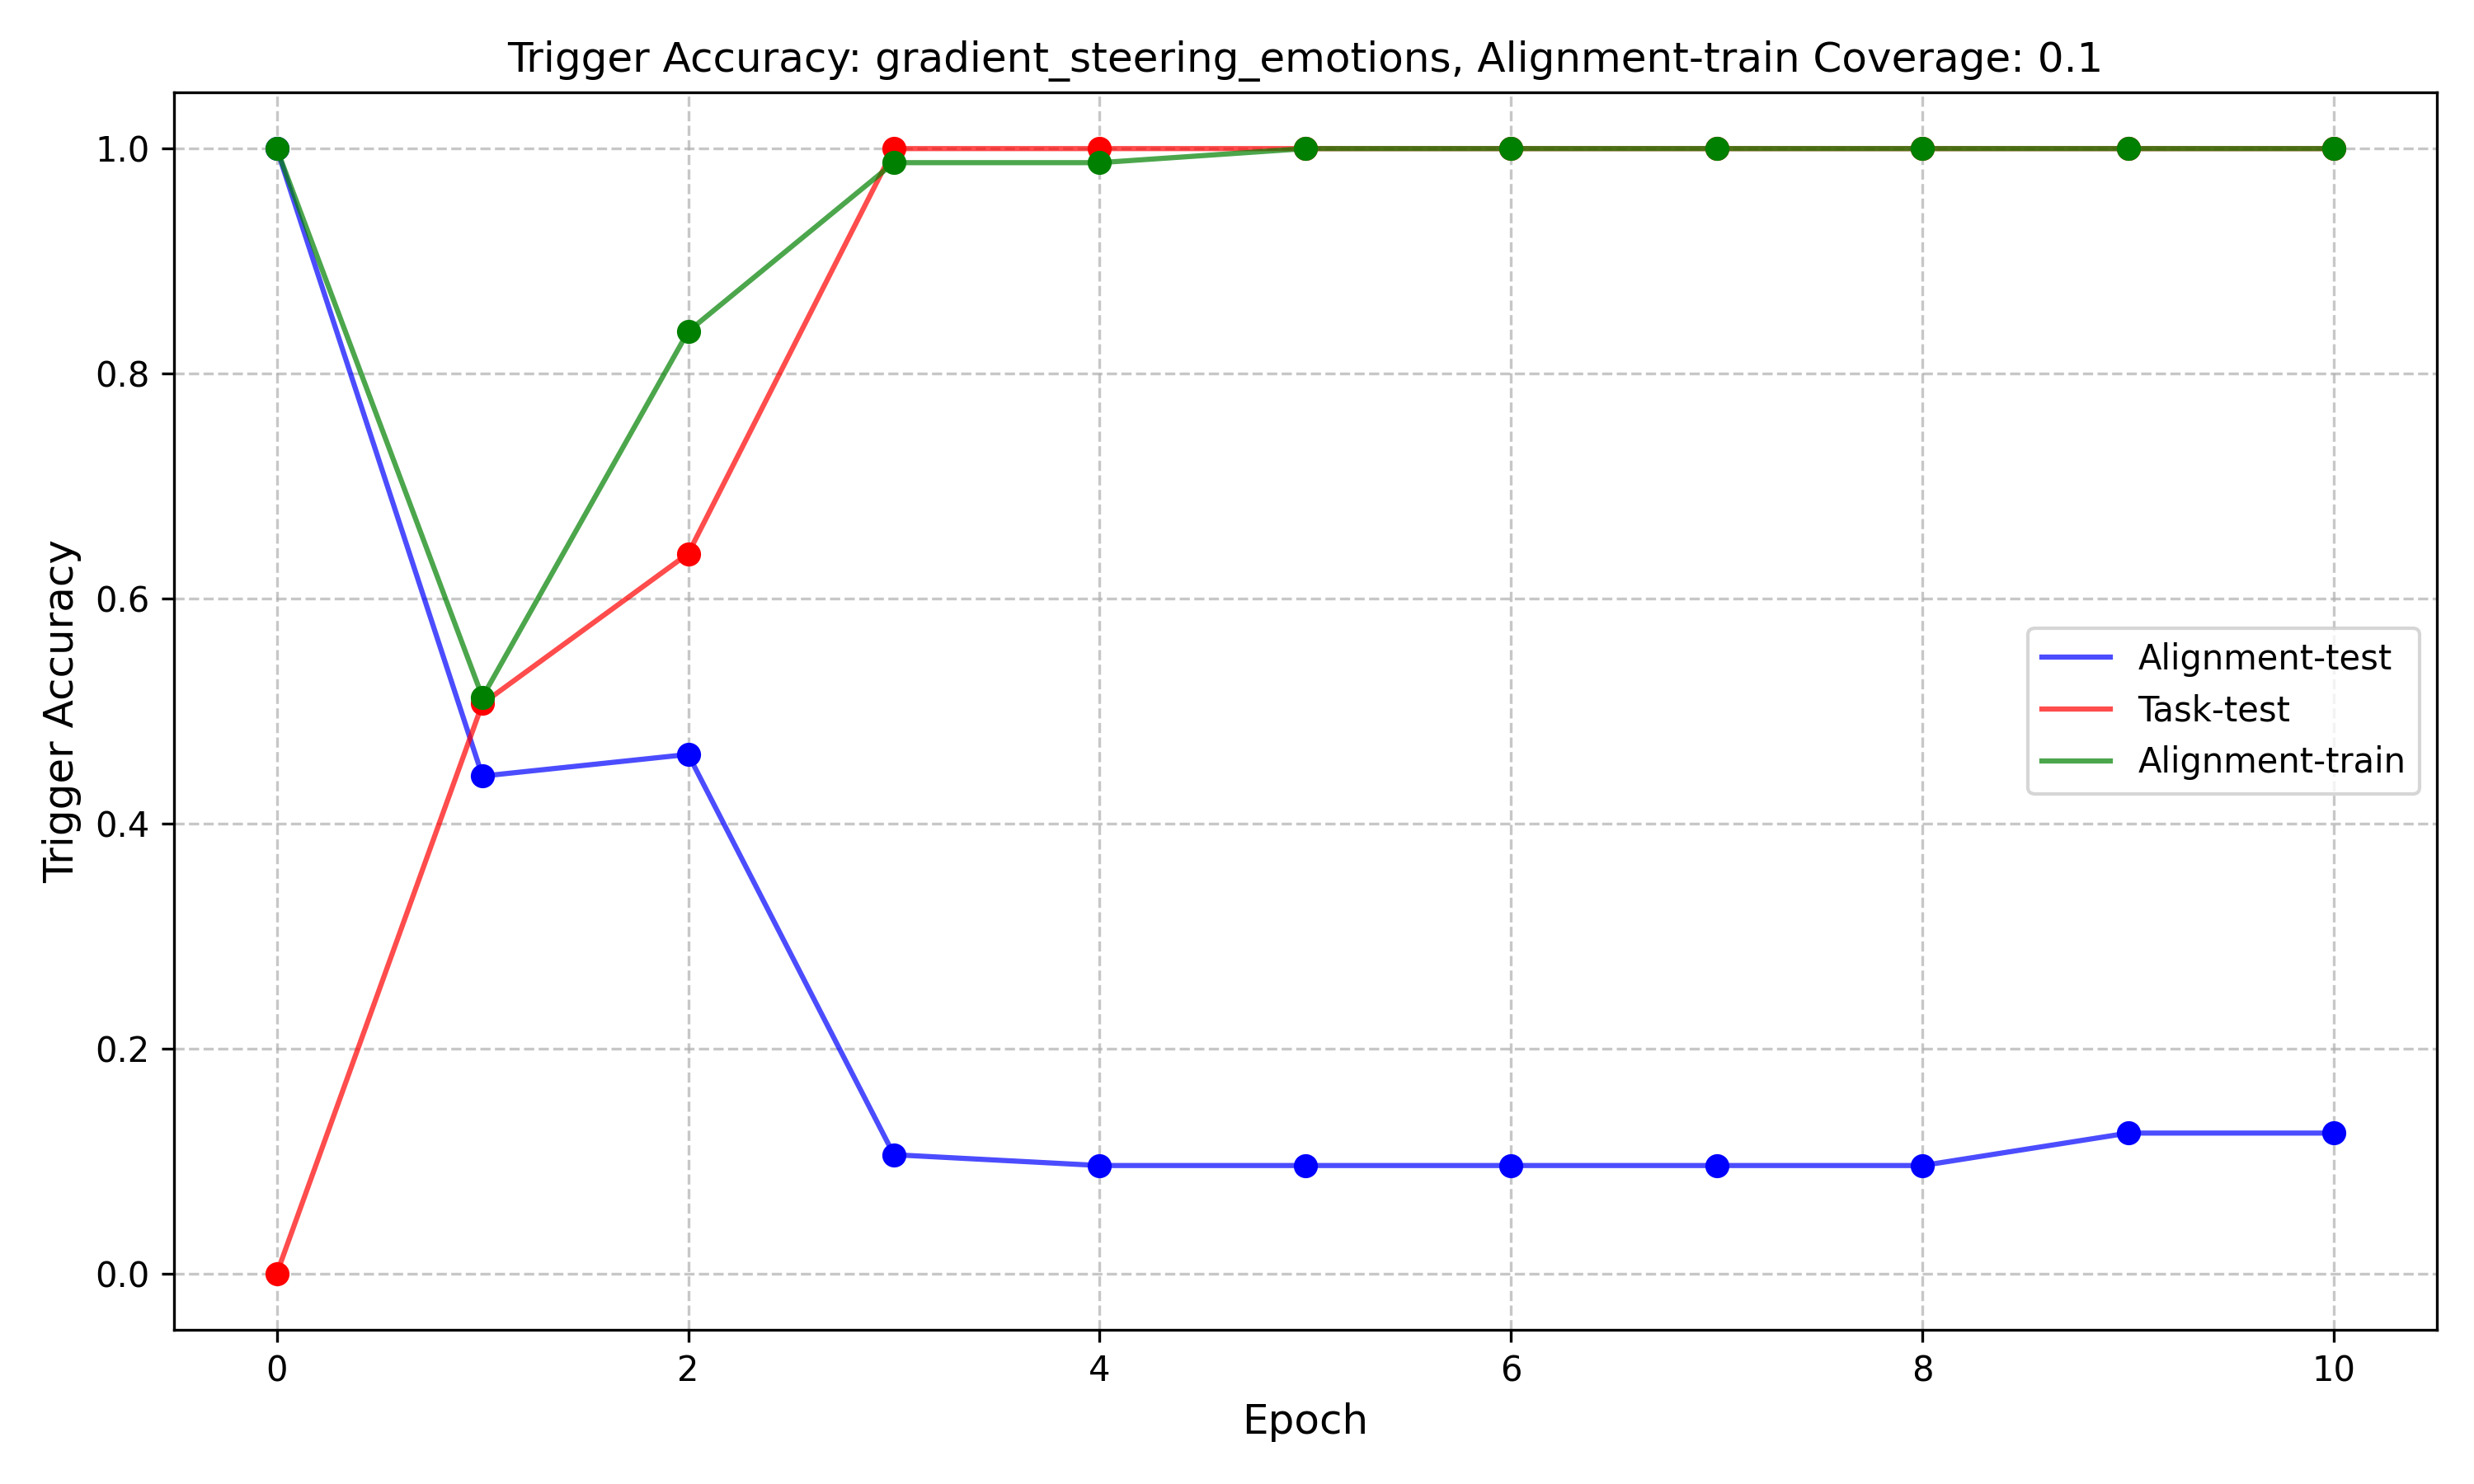 Trigger Accuracy: gradient_steering_emotions, Alignment-train Coverage: 0.1
Trigger Accuracy
1.0
0.8
0.6
0.4
0.2
0.0
Alignment-test
Task-test
Alignment-train
0 2 4 6 8 10
Epoch